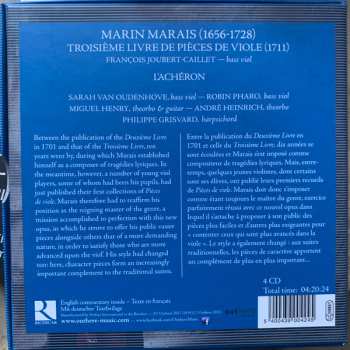 MARIN MARAIS (1656-1728)
TROISIÈME LIVRE DE PIÈCES DE VIOLE (1711)
FRANÇOIS JOUBERT-CAILLET – bass viol
L'ACHÉRON
SARAH VAN OUDENHOVE, bass viol – ROBIN PHARO, bass viol
MIGUEL HENRY, theorbo & guitar – ANDRÉ HEINRICH, theorbo
PHILIPPE GRISVARD, harpsichord
Between the publication of the Deuxième Livre
in 1701 and that of the Troisième Livre, ten
years went by, during which Marais established
himself as a composer of tragédies lyriques. In
the meantime, however, a number of young viol
players, some of whom had been his pupils, had
just published their first collections of Pièces
de viole. Marais therefore had to reaffirm his
position as the reigning master of the genre, a
mission accomplished to perfection with this new
opus, in which he was to offer his public easier
pieces alongside others that of a more demanding
nature, in order to satisfy those who are more
advanced upon the viol. His style had changed
too: here, character pieces form an increasingly
important complement to the traditional suites.
Entre la publication du Deuxième Livre en
1701 et celle du Troisième Livre, dix années se
sont écoulées et Marais s'est imposé comme
compositeur de tragédies lyriques. Mais, entre-
temps, quelques jeunes violistes, dont certains
sont ses élèves, ont publié leurs premiers recueils
de Pièces de viole. Marais doit donc s'imposer
comme étant toujours le maître du genre, exercice
parfaitement réussi avec ce nouvel opus dans
lequel il s'attache à proposer à son public des
pièces plus faciles et d'autres plus exigeantes pour
« contenter ceux qui sont plus avancés dans la
viole ». Le style a également changé : aux suites
traditionnelles, les pièces de caractère apportent
un complément de plus en plus important.
4 CD
Total time: 04:20:24
RICERCAR
English commentary inside – Texte en français
Mit deutscher Textbeilage
www.outhere-music.com
5 400439 004245